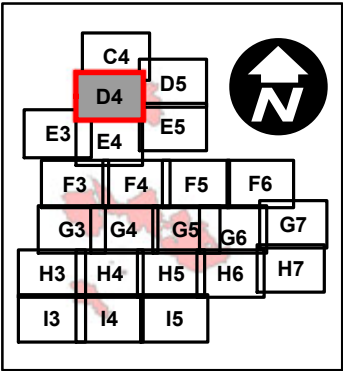 C4
D4 D5
E3 E4 E5
F3 F4 F5 F6
G3 G4 G5 G6 G7
H3 H4 H5 H6 H7
I3 I4 I5
N